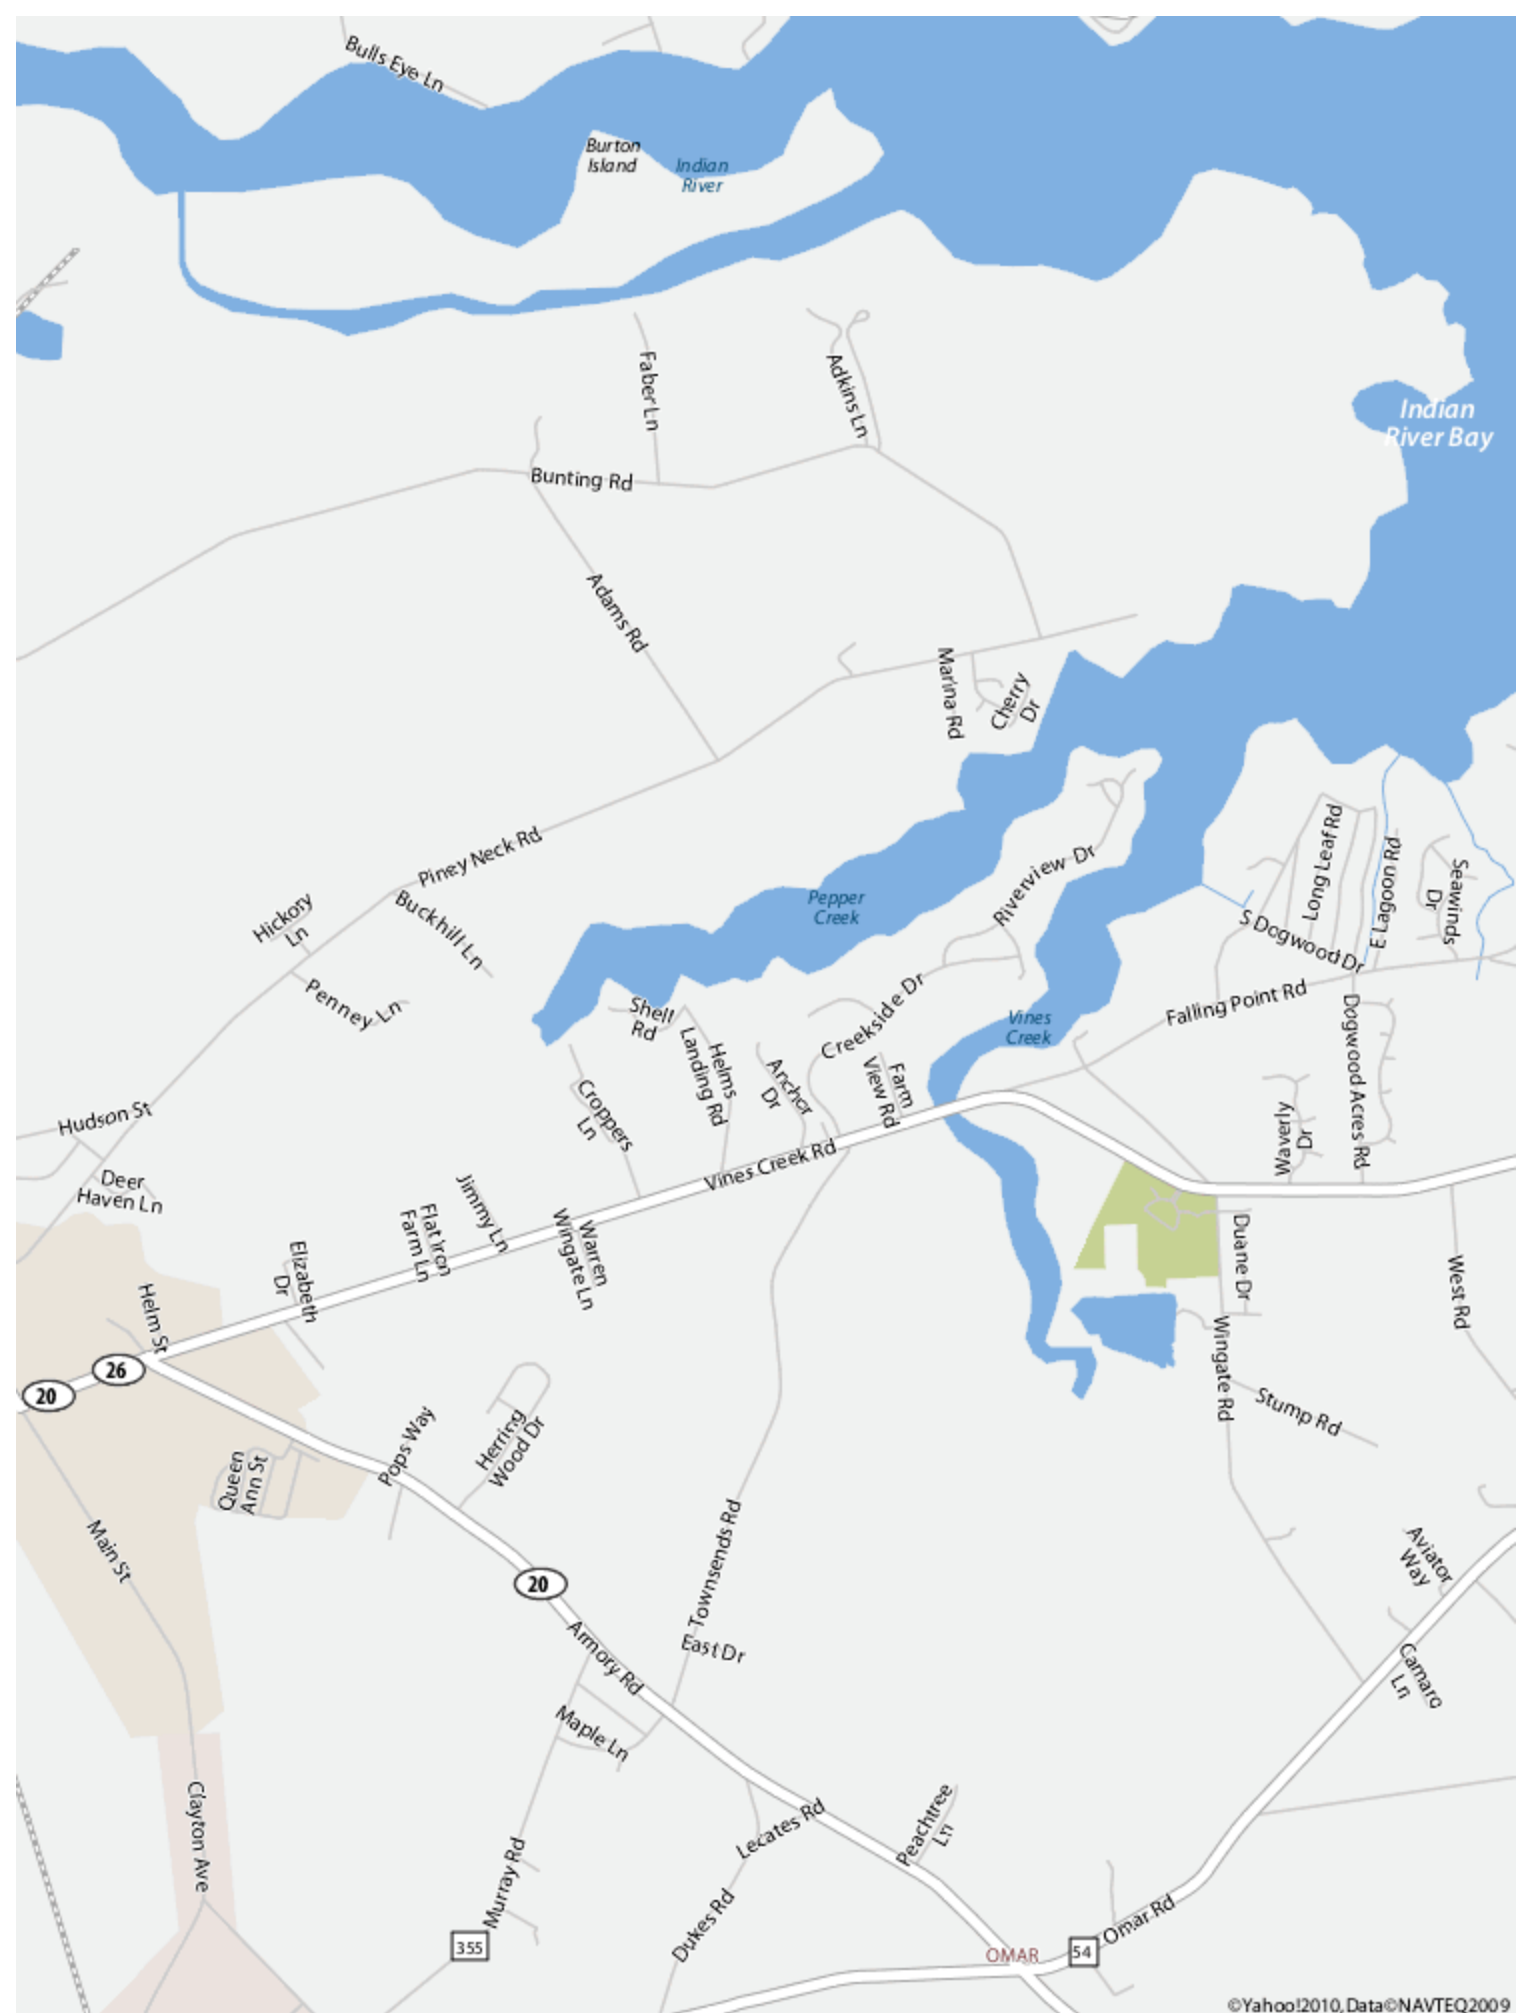 Bulls Eye Ln
Burton
Island
Indian
River
Faber Ln
Adkins Ln
Indian
River Bay
Bunting Rd
Adams Rd
Marina Rd
Cherry
Dr
Piney Neck Rd
Long Leaf Rd
E Lagoon Rd
Seawinds
Dr
Riverview Dr
Pepper
Creek
Hickory
Ln
Buckhill Ln
S Dogwood Dr
Penney Ln
Shell
Rd
Creekside Dr
Falling Point Rd
Vines
Creek
Helms
Landing Rd
Anchor
Dr
Farm
View Rd
Dogwood Acres Rd
Croppers
Ln
Hudson St
Waverly
Dr
Deer
Haven Ln
Vines Creek Rd
Jimmy Ln
Flat Iron
Farm Ln
Warren
Wingate Ln
Elizabeth
Dr
Duane Dr
West Rd
Helm St
26
20
Wingate Rd
Stump Rd
Pops Way
Herring
Wood Dr
Queen
Ann St
Main St
Townsends Rd
Aviator
Way
20
Armory Rd
East Dr
Camaro
Ln
Maple Ln
Clayton Ave
Lecates Rd
Peachtree
Ln
Murray Rd
Dukes Rd
355
OMAR
54
Omar Rd
©Yahoo!2010, Data©NAVTEQ2009